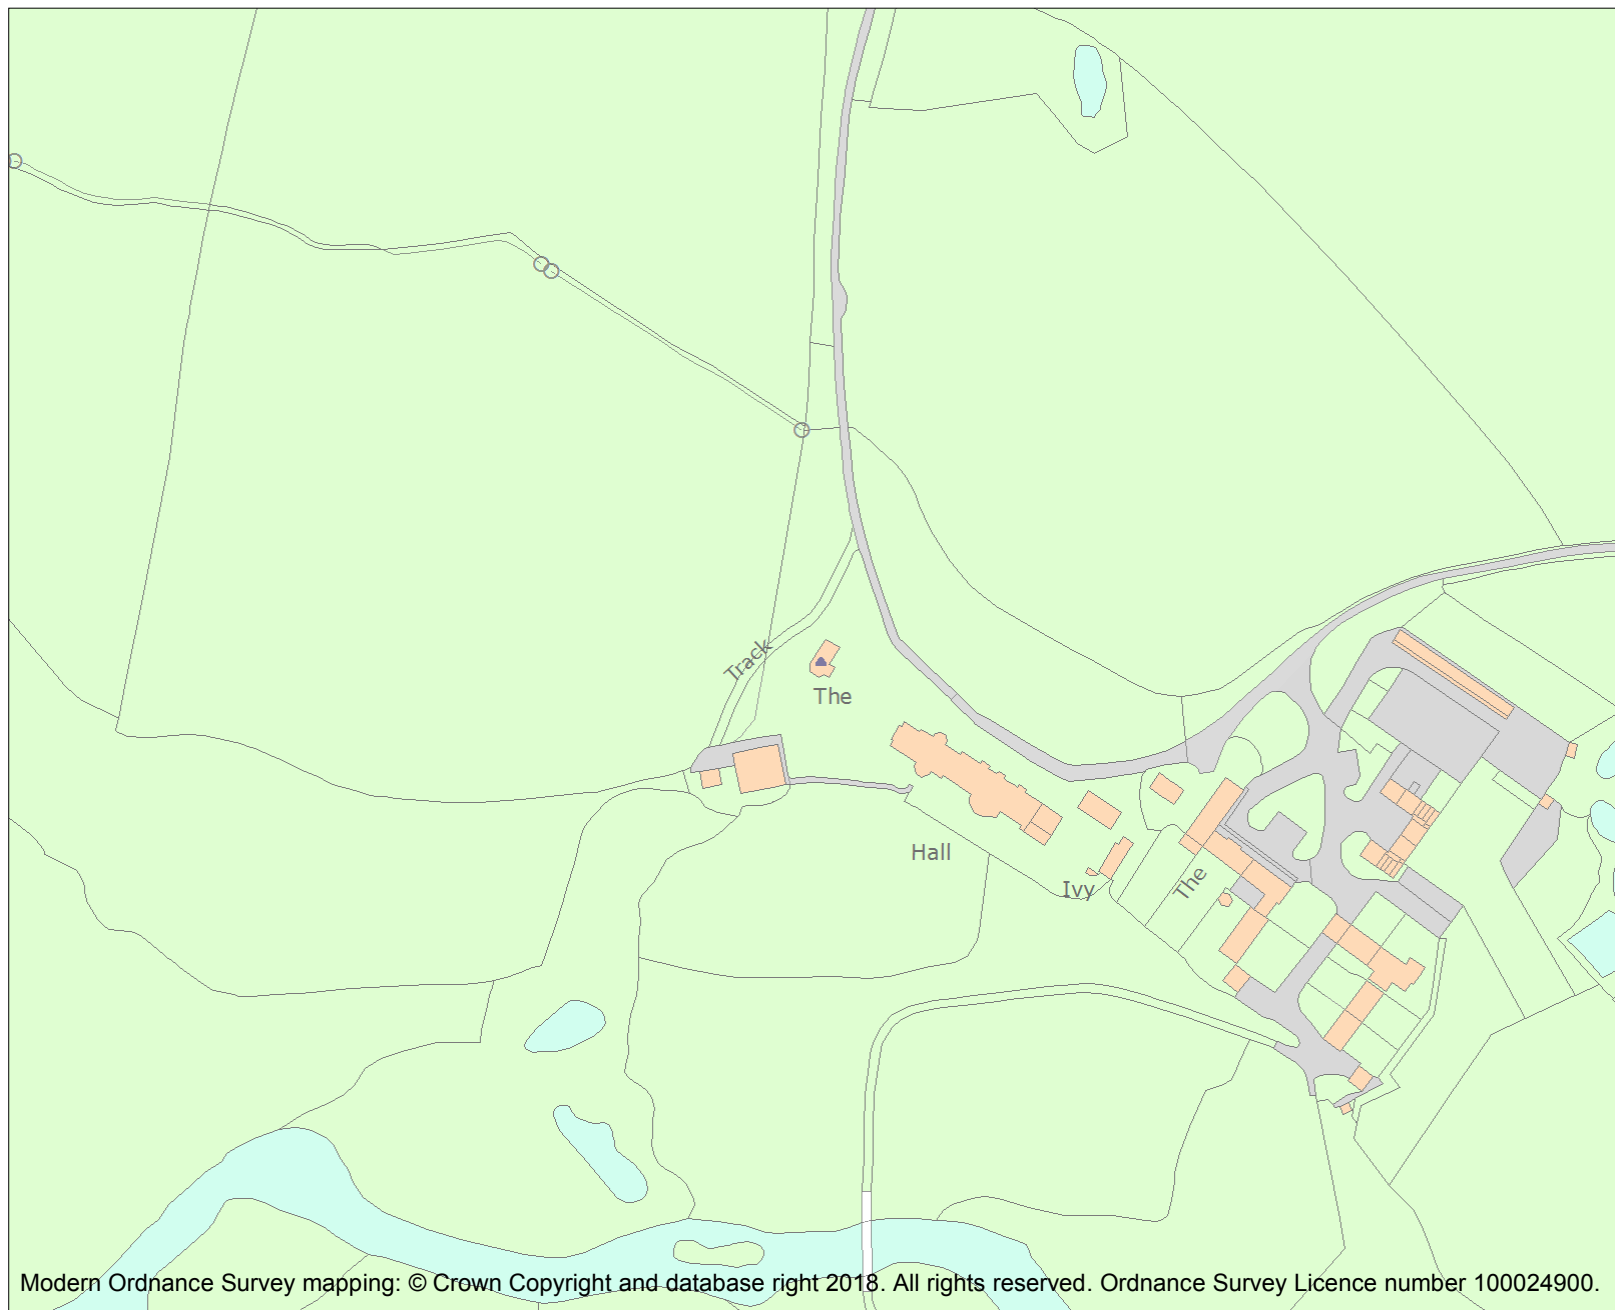 Track
The
Hall
Ivy
The
Modern Ordnance Survey mapping: © Crown Copyright and database right 2018. All rights reserved. Ordnance Survey Licence number 100024900.